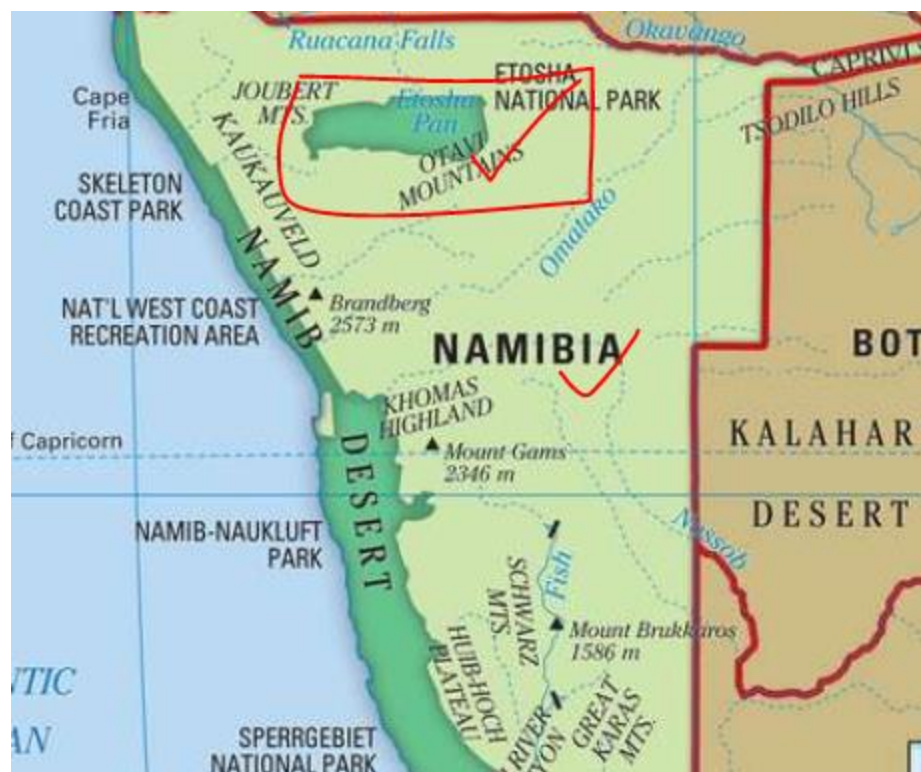 Ruacana Falls
Okavango
CAPRIVI
ETOSHA
NATIONAL PARK
JOUBERT
MTS.
Etosha
Pan
Cape
Fria
TSODILO HILLS
KAUKAUVELD
OTAVI
MOUNTAINS
SKELETON
COAST PARK
Omatako
NAMIB
NAT'L WEST COAST
RECREATION AREA
Brandberg
2573 m
NAMIBIA
BOT
KHOMAS
HIGHLAND
f Capricorn
Mount Gams
2346 m
KALAHAR
DESERT
DESERT
NAMIB-NAUKLUFT
PARK
Nossob
Fish
SCHWARZ
MTS.
Mount Brukkaros
1586 m
HUIB-HOCH
PLATEAU
NTIC
AN
GREAT
KARAS
MTS.
RIVER
YON
SPERRGEBIET
NATIONAL PARK